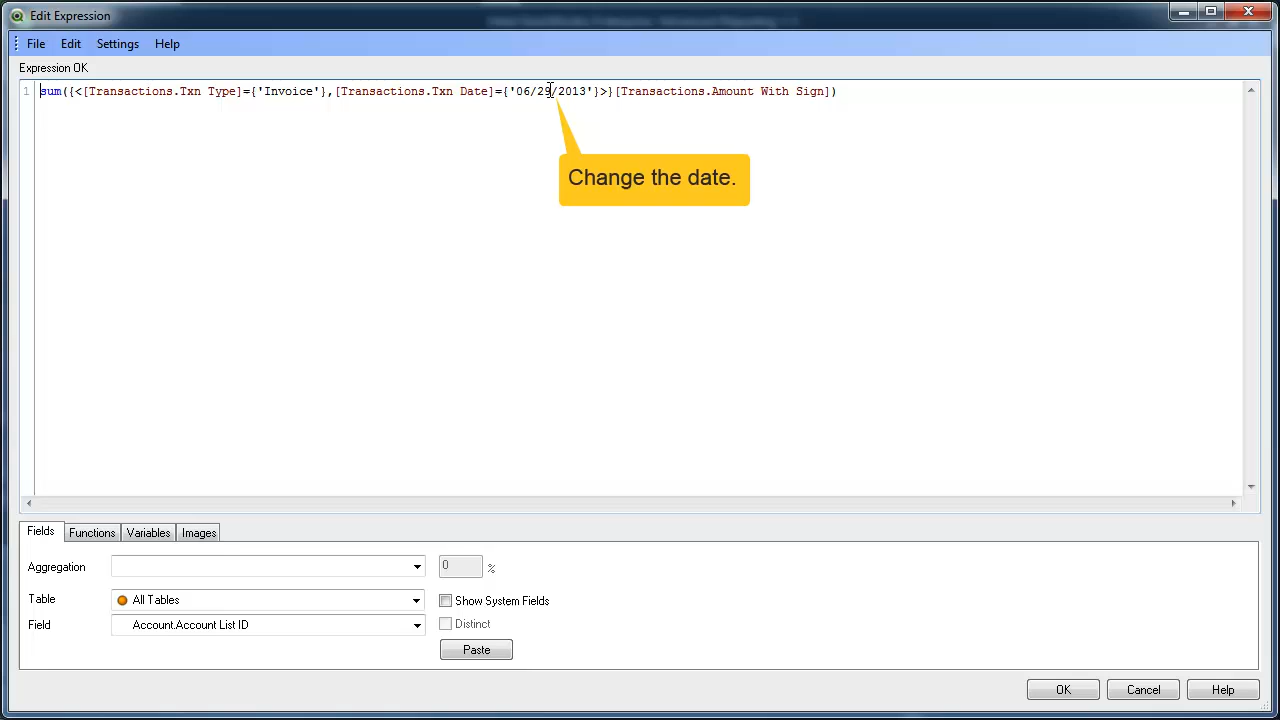 Edit Expression
File Edit Settings Help
Expression OK
1 sum({<[Transactions.Txn Type]={'Invoice'},[Transactions.Txn Date]={'06/29/2013'}>}[Transactions.Amount With Sign])
Change the date.
Fields Functions Variables Images
Aggregation 0 %
Table All Tables Show System Fields
Field Account.Account List ID Distinct
Paste
OK Cancel Help